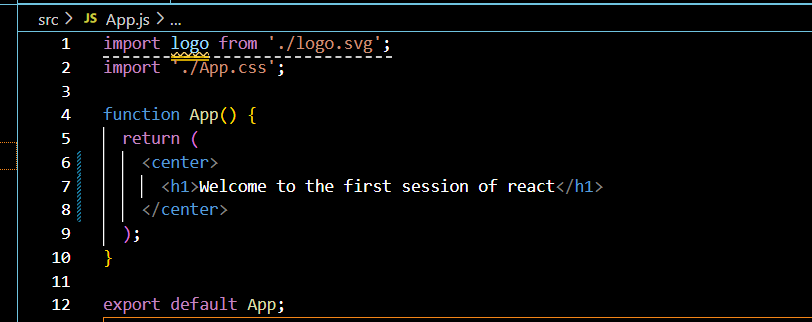 src > JS App.js > ...
1 import logo from './logo.svg';
2 import './App.css';
3
4 function App() {
5   return (
6     <center>
7       <h1>Welcome to the first session of react</h1>
8     </center>
9   );
10 }
11
12 export default App;